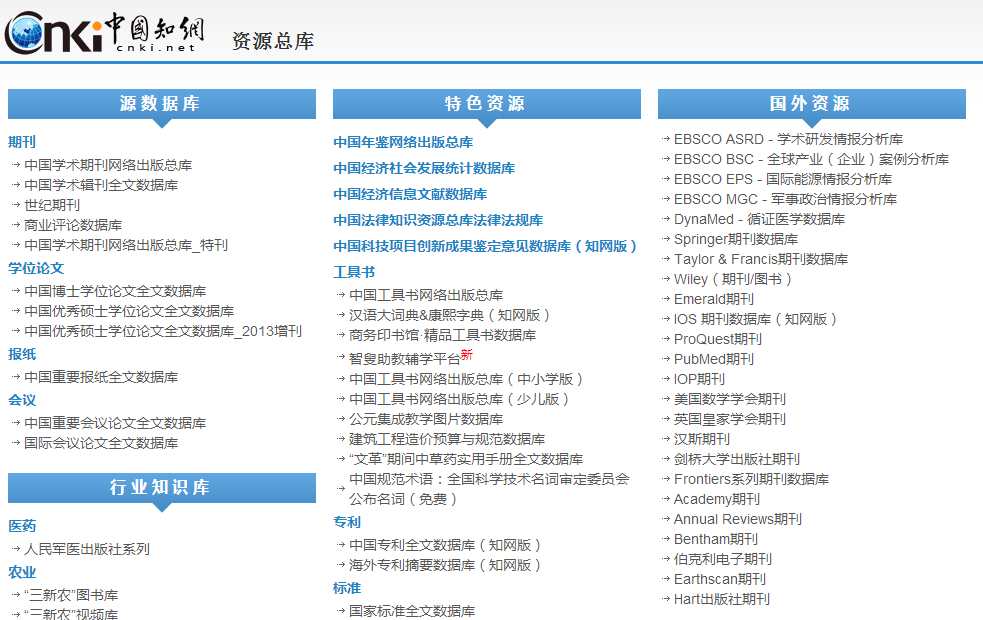 Cnki中國知網
cnki.net
资源总库
源数据库
期刊
中国学术期刊网络出版总库
中国学术辑刊全文数据库
世纪期刊
商业评论数据库
中国学术期刊网络出版总库_特刊
学位论文
中国博士学位论文全文数据库
中国优秀硕士学位论文全文数据库
中国优秀硕士学位论文全文数据库_2013增刊
报纸
中国重要报纸全文数据库
会议
中国重要会议论文全文数据库
国际会议论文全文数据库
行业知识库
医药
人民军医出版社系列
农业
“三新农”图书库
“三新农”视频库
特色资源
中国年鉴网络出版总库
中国经济社会发展统计数据库
中国经济信息文献数据库
中国法律知识资源总库法律法规库
中国科技项目创新成果鉴定意见数据库（知网版）
工具书
中国工具书网络出版总库
汉语大词典&康熙字典（知网版）
商务印书馆·精品工具书数据库
智叟助教辅学平台新
中国工具书网络出版总库（中小学版）
中国工具书网络出版总库（少儿版）
公元集成教学图片数据库
建筑工程造价预算与规范数据库
“文革”期间中草药实用手册全文数据库
中国规范术语：全国科学技术名词审定委员会
公布名词（免费）
专利
中国专利全文数据库（知网版）
海外专利摘要数据库（知网版）
标准
国家标准全文数据库
国外资源
EBSCO ASRD - 学术研发情报分析库
EBSCO BSC - 全球产业（企业）案例分析库
EBSCO EPS - 国际能源情报分析库
EBSCO MGC - 军事政治情报分析库
DynaMed - 循证医学数据库
Springer期刊数据库
Taylor & Francis期刊数据库
Wiley（期刊/图书）
Emerald期刊
IOS 期刊数据库（知网版）
ProQuest期刊
PubMed期刊
IOP期刊
美国数学学会期刊
英国皇家学会期刊
汉斯期刊
剑桥大学出版社期刊
Frontiers系列期刊数据库
Academy期刊
Annual Reviews期刊
Bentham期刊
伯克利电子期刊
Earthscan期刊
Hart出版社期刊